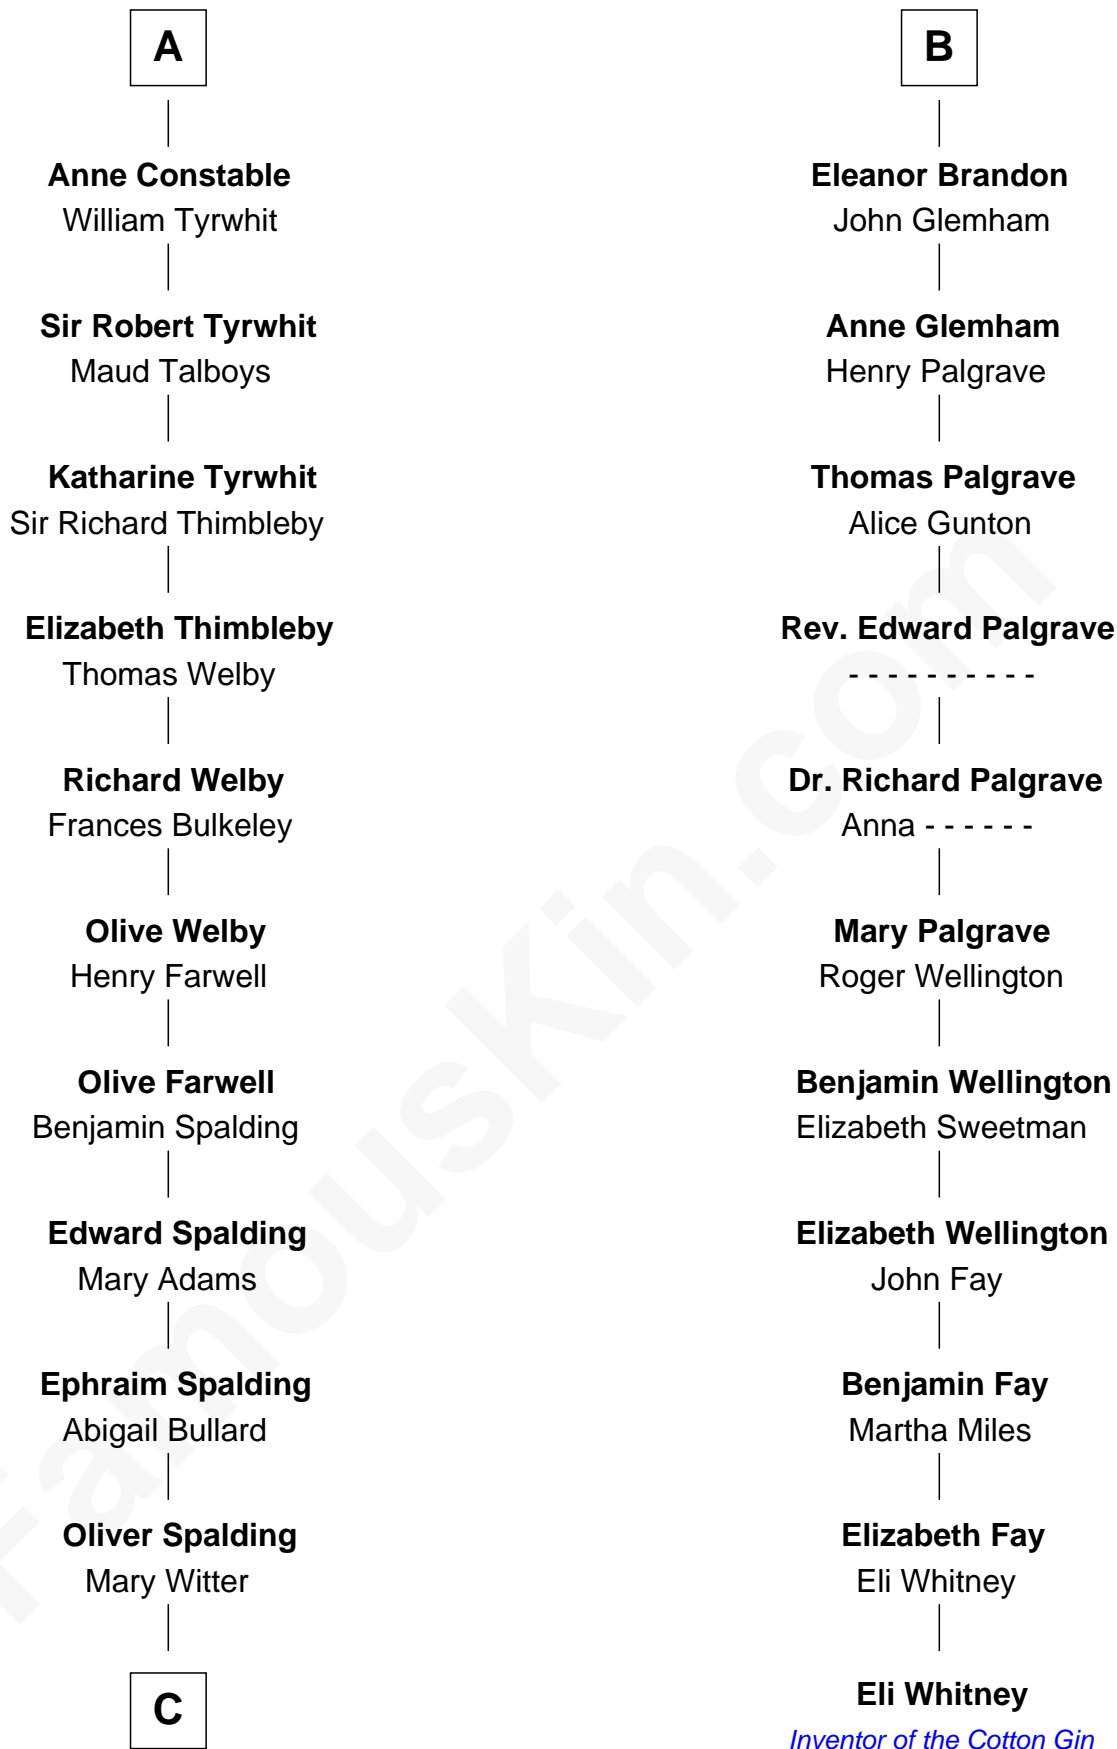 A
Anne Constable
William Tyrwhit
Sir Robert Tyrwhit
Maud Talboys
Katharine Tyrwhit
Sir Richard Thimbleby
Elizabeth Thimbleby
Thomas Welby
Richard Welby
Frances Bulkeley
Olive Welby
Henry Farwell
Olive Farwell
Benjamin Spalding
Edward Spalding
Mary Adams
Ephraim Spalding
Abigail Bullard
Oliver Spalding
Mary Witter
C
B
Eleanor Brandon
John Glemham
Anne Glemham
Henry Palgrave
Thomas Palgrave
Alice Gunton
Rev. Edward Palgrave
- - - - - - - - - -
Dr. Richard Palgrave
Anna - - - - - -
Mary Palgrave
Roger Wellington
Benjamin Wellington
Elizabeth Sweetman
Elizabeth Wellington
John Fay
Benjamin Fay
Martha Miles
Elizabeth Fay
Eli Whitney
Eli Whitney
Inventor of the Cotton Gin
FamousKin.com